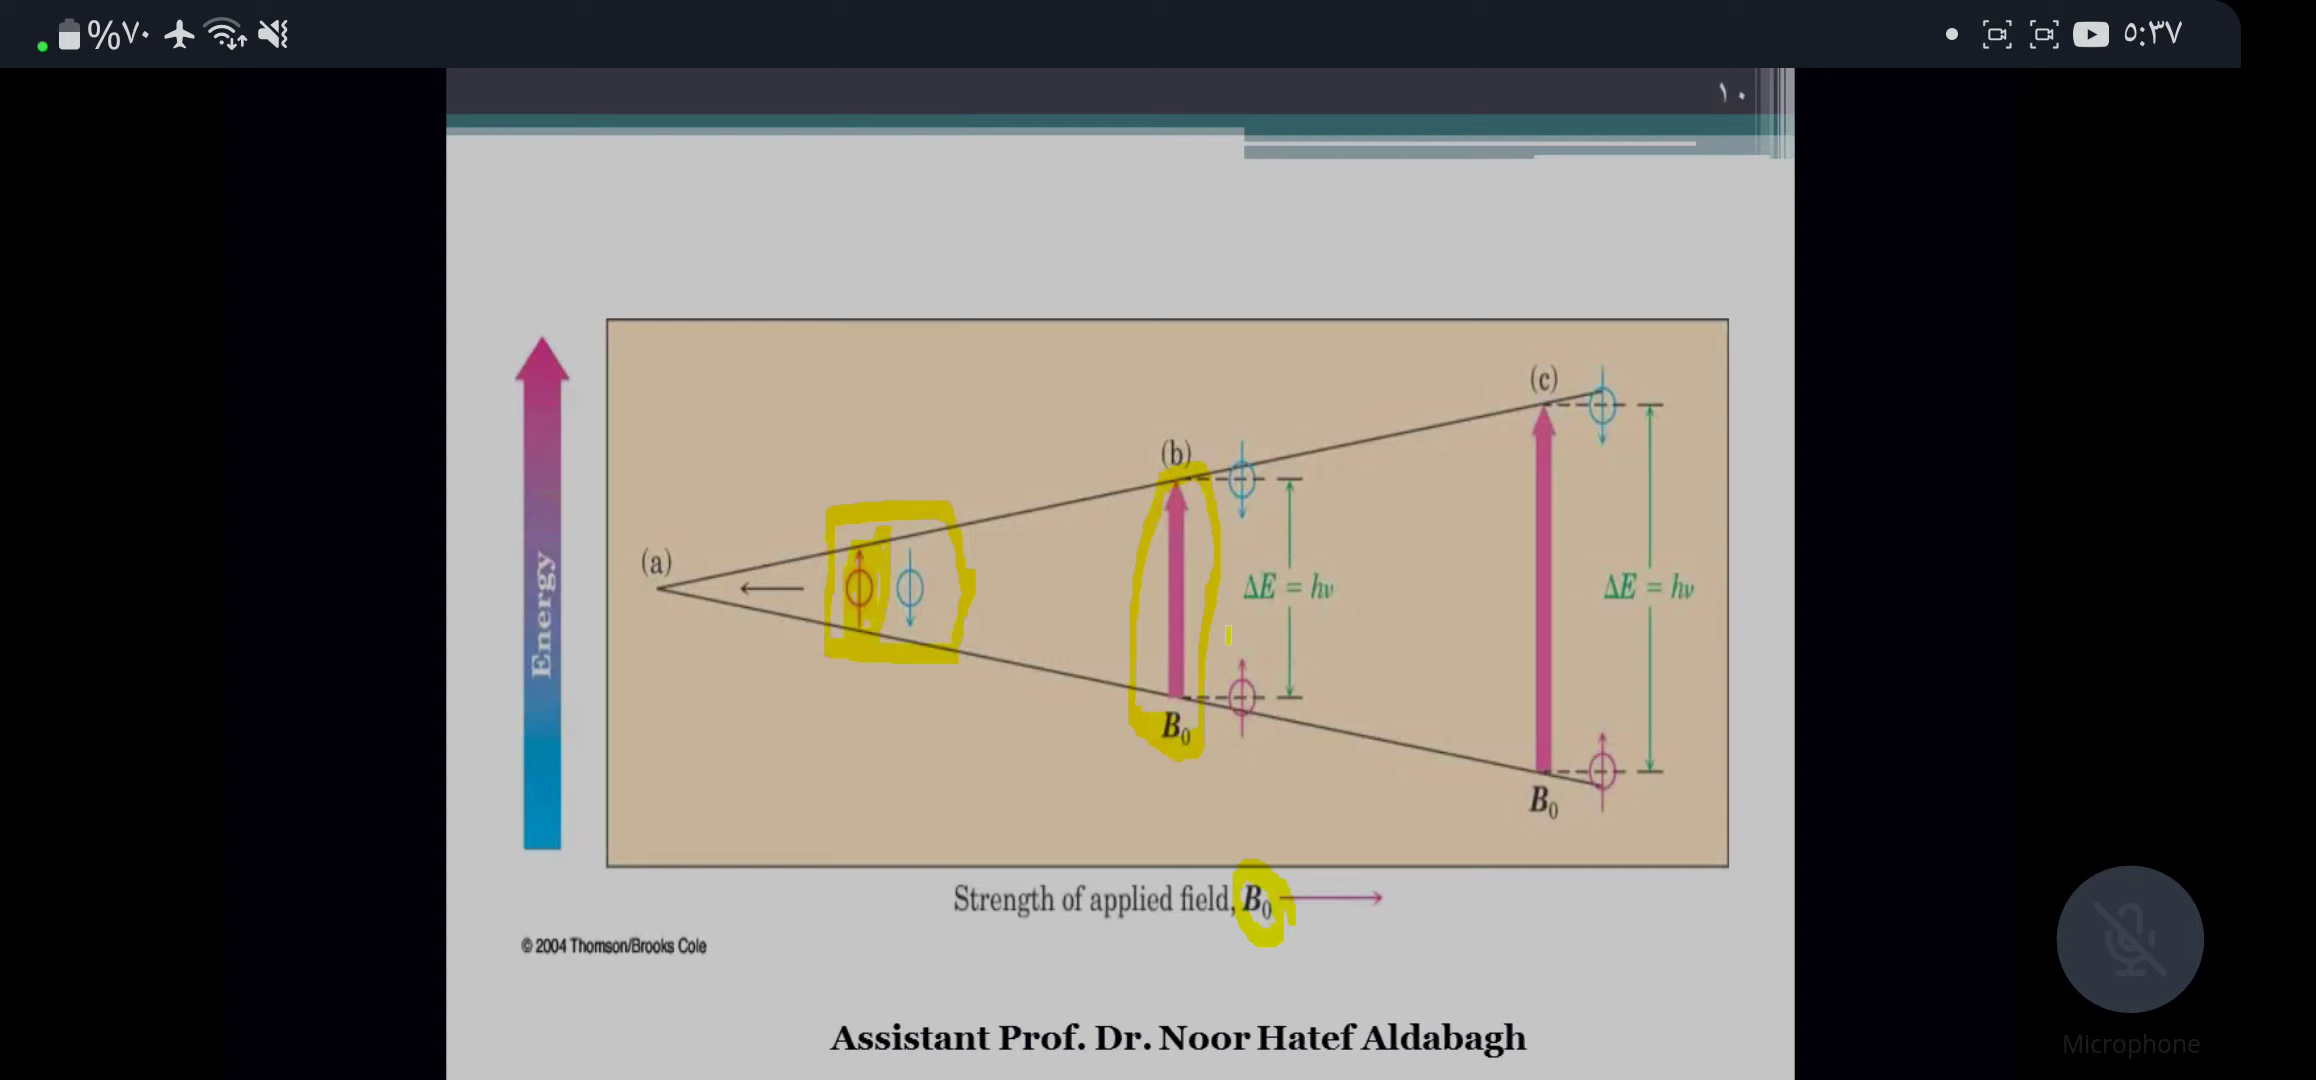 %٧٠
٥:٣٧
١٠
(c)
(b)
(a)
Energy
ΔE = hν
ΔE = hν
B₀
B₀
Strength of applied field, B₀
© 2004 Thomson/Brooks Cole
Assistant Prof. Dr. Noor Hatef Aldabagh
Microphone